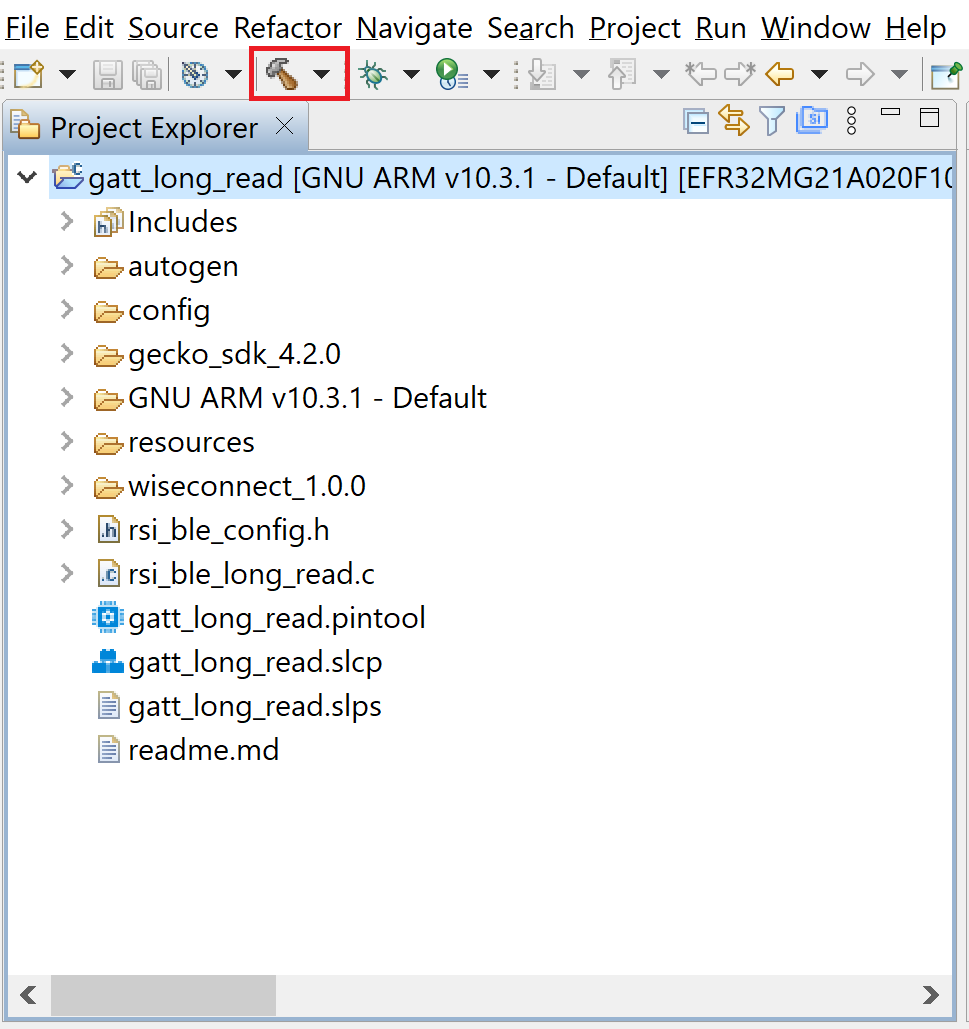 File Edit Source Refactor Navigate Search Project Run Window Help
Project Explorer
gatt_long_read [GNU ARM v10.3.1 - Default] [EFR32MG21A020F10
Includes
autogen
config
gecko_sdk_4.2.0
GNU ARM v10.3.1 - Default
resources
wiseconnect_1.0.0
rsi_ble_config.h
rsi_ble_long_read.c
gatt_long_read.pintool
gatt_long_read.slcp
gatt_long_read.slps
readme.md